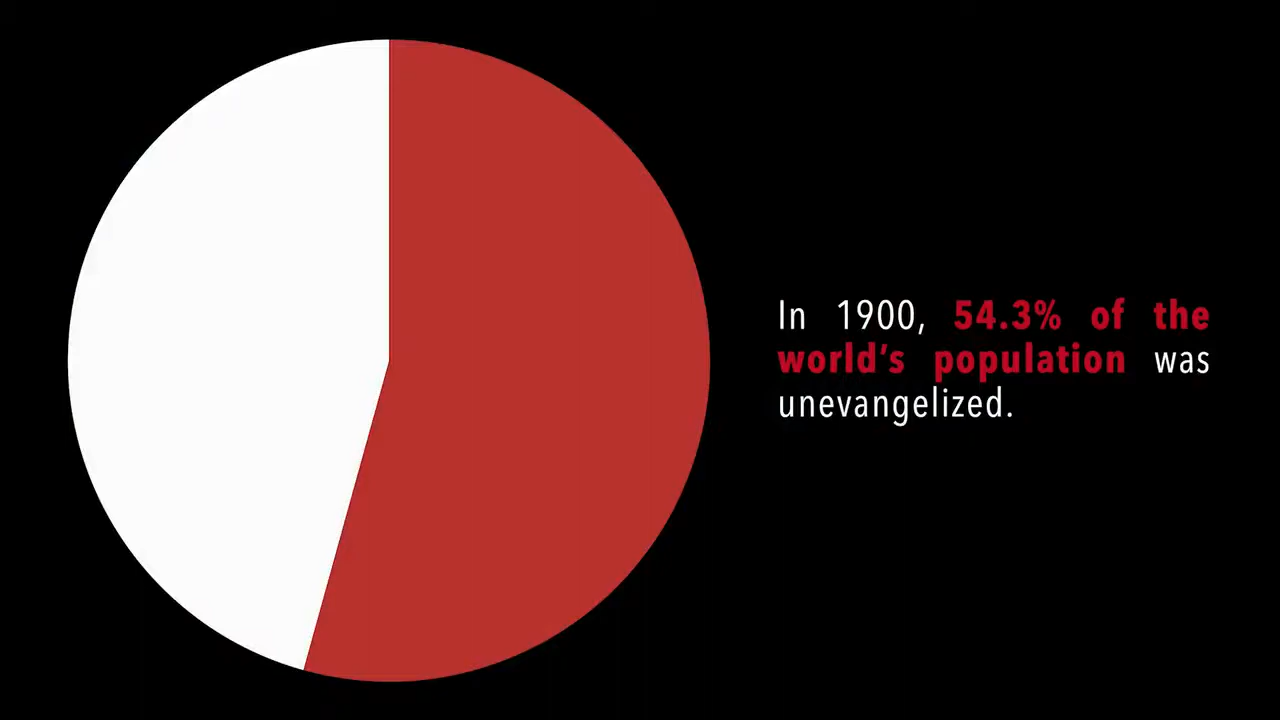 In 1900, 54.3% of the
world’s population was
unevangelized.